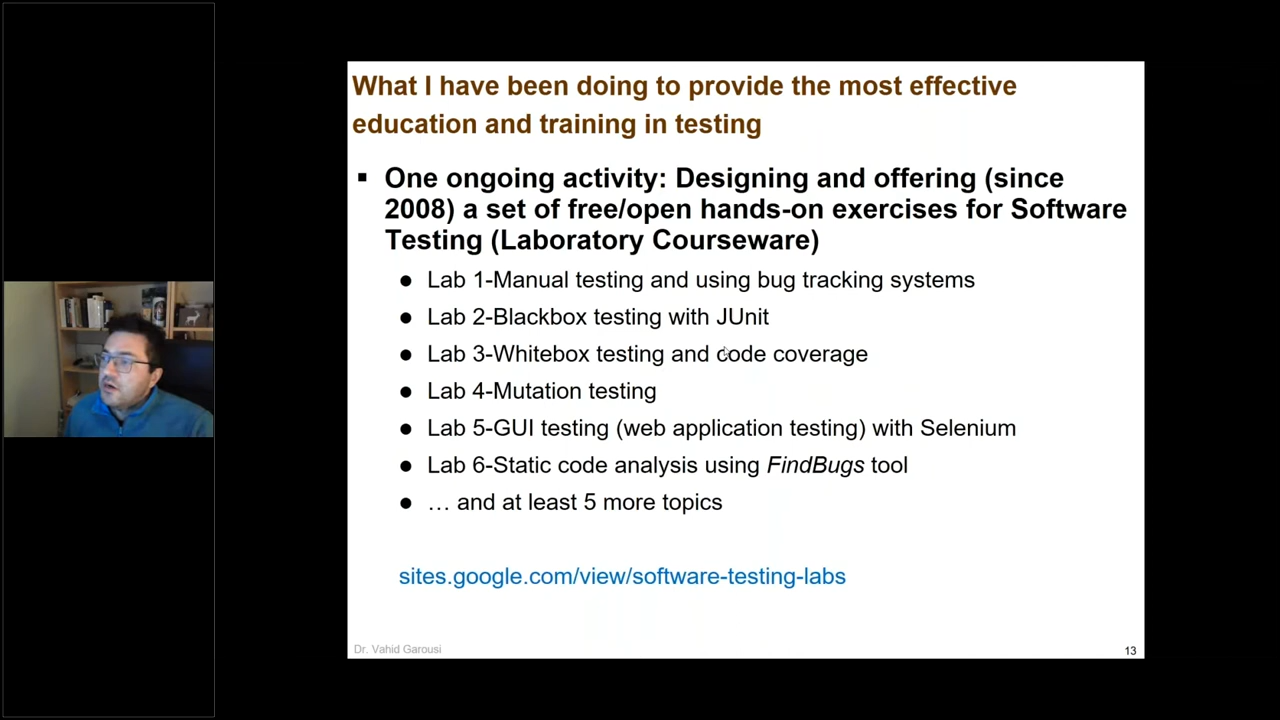 What I have been doing to provide the most effective
education and training in testing
▪ One ongoing activity: Designing and offering (since
2008) a set of free/open hands-on exercises for Software
Testing (Laboratory Courseware)
● Lab 1-Manual testing and using bug tracking systems
● Lab 2-Blackbox testing with JUnit
● Lab 3-Whitebox testing and code coverage
● Lab 4-Mutation testing
● Lab 5-GUI testing (web application testing) with Selenium
● Lab 6-Static code analysis using FindBugs tool
● … and at least 5 more topics
sites.google.com/view/software-testing-labs
Dr. Vahid Garousi
13